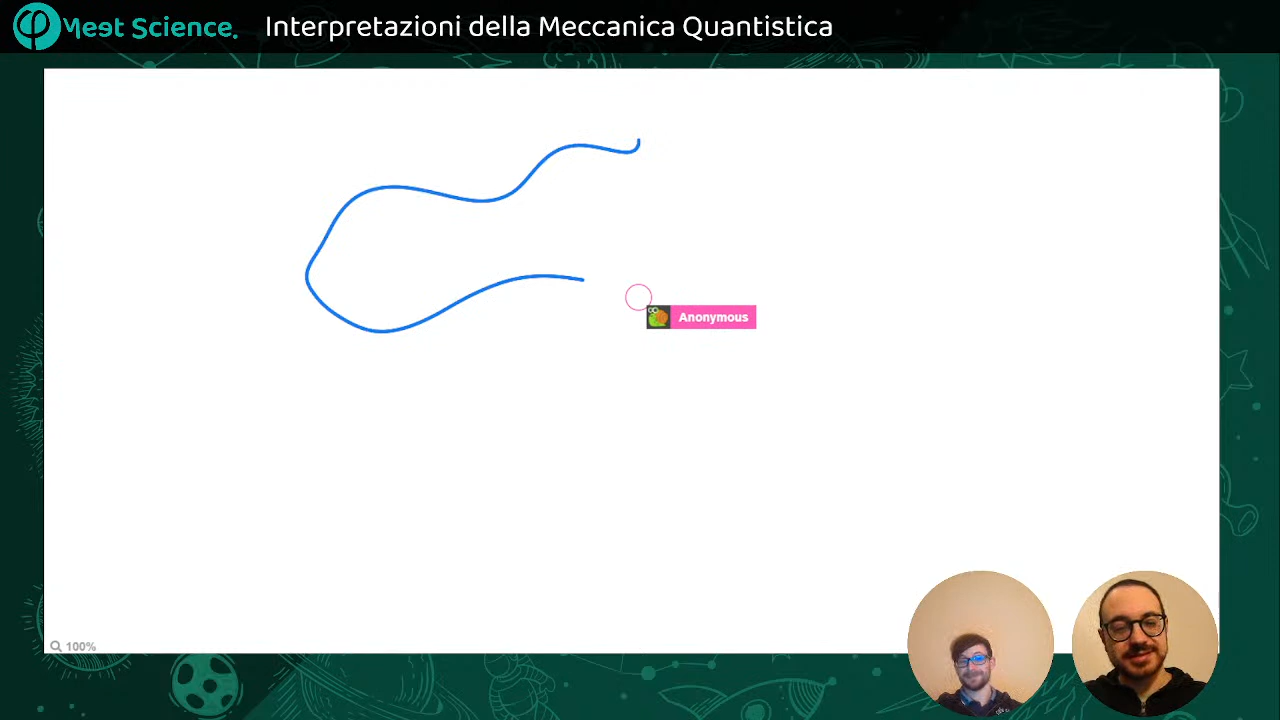 Meet Science.
Interpretazioni della Meccanica Quantistica
Anonymous
100%